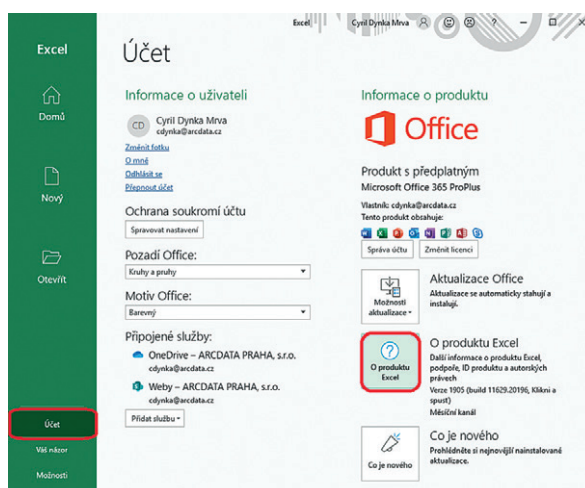 Excel
Cyril Dynka Mrva
?
Excel
Domů
Nový
Otevřít
Účet
Váš názor
Možnosti
Účet
Informace o uživateli
CD
Cyril Dynka Mrva
cdynka@arcdata.cz
Změnit fotku
O mně
Odhlásit se
Přepnout účet
Ochrana soukromí účtu
Spravovat nastavení
Pozadí Office:
Kruhy a pruhy
Motiv Office:
Barevný
Připojené služby:
OneDrive – ARCDATA PRAHA, s.r.o.
cdynka@arcdata.cz
Weby – ARCDATA PRAHA, s.r.o.
cdynka@arcdata.cz
Přidat službu
Informace o produktu
Office
Produkt s předplatným
Microsoft Office 365 ProPlus
Vlastník: cdynka@arcdata.cz
Tento produkt obsahuje:
Správa účtu
Změnit licenci
Možnosti
aktualizace
Aktualizace Office
Aktualizace se automaticky stahují a
instalují.
O produktu
Excel
O produktu Excel
Další informace o produktu Excel,
podpoře, ID produktu a autorských
právech
Verze 1905 (build 11629.20196, Klikni a
spusť)
Měsíční kanál
Co je nového
Co je nového
Prohlédněte si nejnovější nainstalované
aktualizace.